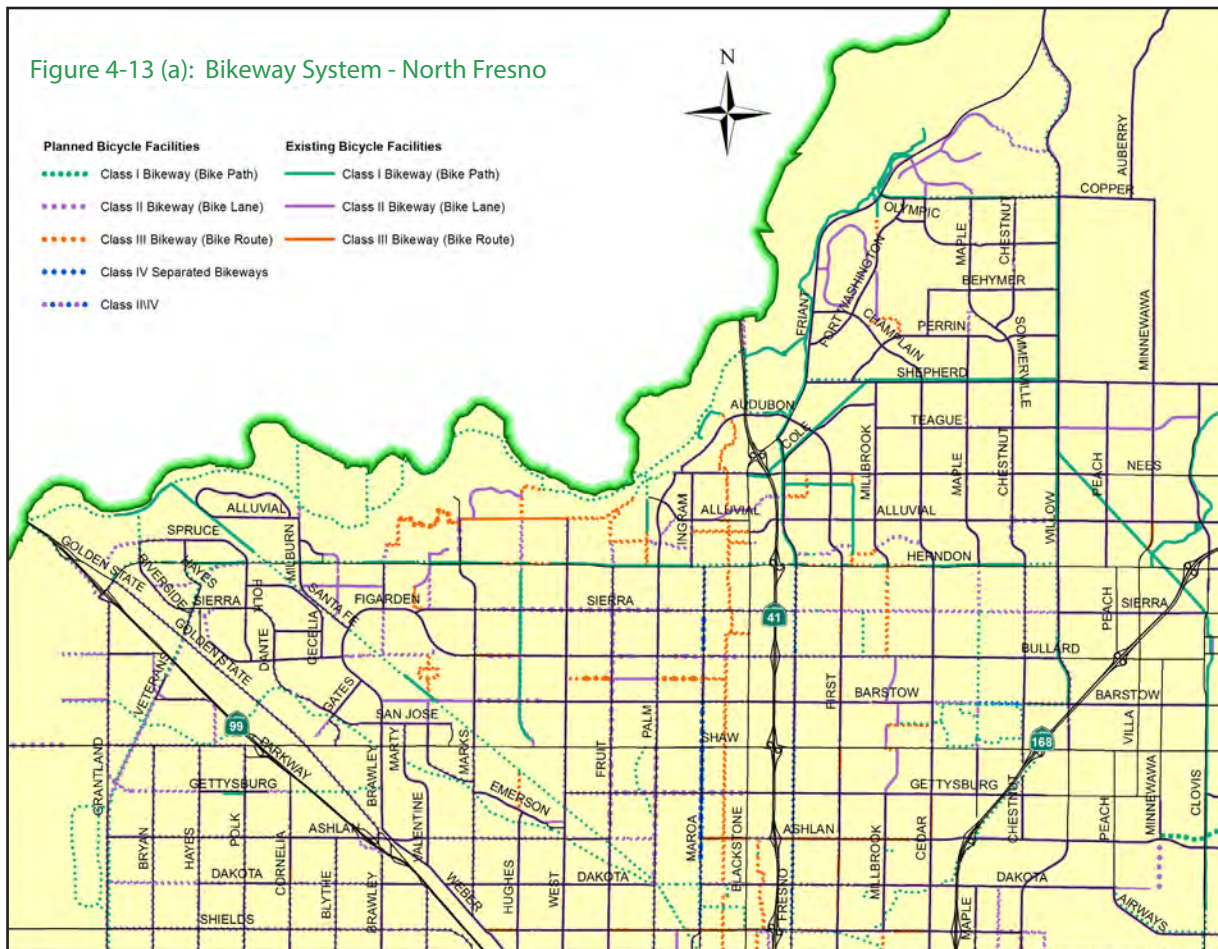 Figure 4-13 (a): Bikeway System - North Fresno
N
Planned Bicycle Facilities
Existing Bicycle Facilities
Class I Bikeway (Bike Path)
Class I Bikeway (Bike Path)
Class II Bikeway (Bike Lane)
Class II Bikeway (Bike Lane)
Class III Bikeway (Bike Route)
Class III Bikeway (Bike Route)
Class IV Separated Bikeways
Class II\IV
AUBERRY
COPPER
OLYMPIC
MAPLE
CHESTNUT
FORT WASHINGTON
BEHYMER
FRIANT
CHAMPLAIN
PERRIN
SOMMERVILLE
MINNEWAWA
SHEPHERD
AUDUBON
COLE
TEAGUE
MILLBROOK
MAPLE
CHESTNUT
PEACH
NEES
WILLOW
ALLUVIAL
INGRAM
ALLUVIAL
ALLUVIAL
SPRUCE
MILBURN
HERNDON
GOLDEN STATE
RIVERSIDE
HAYES
SIERRA
POLK
SANTA FE
FIGARDEN
SIERRA
41
PEACH
SIERRA
GOLDEN STATE
DANTE
CECELIA
BULLARD
VETERANS
GATES
BARSTOW
BARSTOW
FIRST
VILLA
SAN JOSE
PALM
99
PARKWAY
SHAW
168
GRANTLAND
MARTY
MARKS
BRAWLEY
FRUIT
GETTYSBURG
EMERSON
GETTYSBURG
CHESTNUT
MINNEWAWA
CLOVIS
PEACH
BRYAN
HAYES
POLK
ASHLAN
VALENTINE
MAROA
BLACKSTONE
ASHLAN
MILLBROOK
CEDAR
CORNELIA
DAKOTA
BLYTHE
BRAWLEY
WEBER
HUGHES
WEST
DAKOTA
FRESNO
DAKOTA
MAPLE
AIRWAYS
SHIELDS